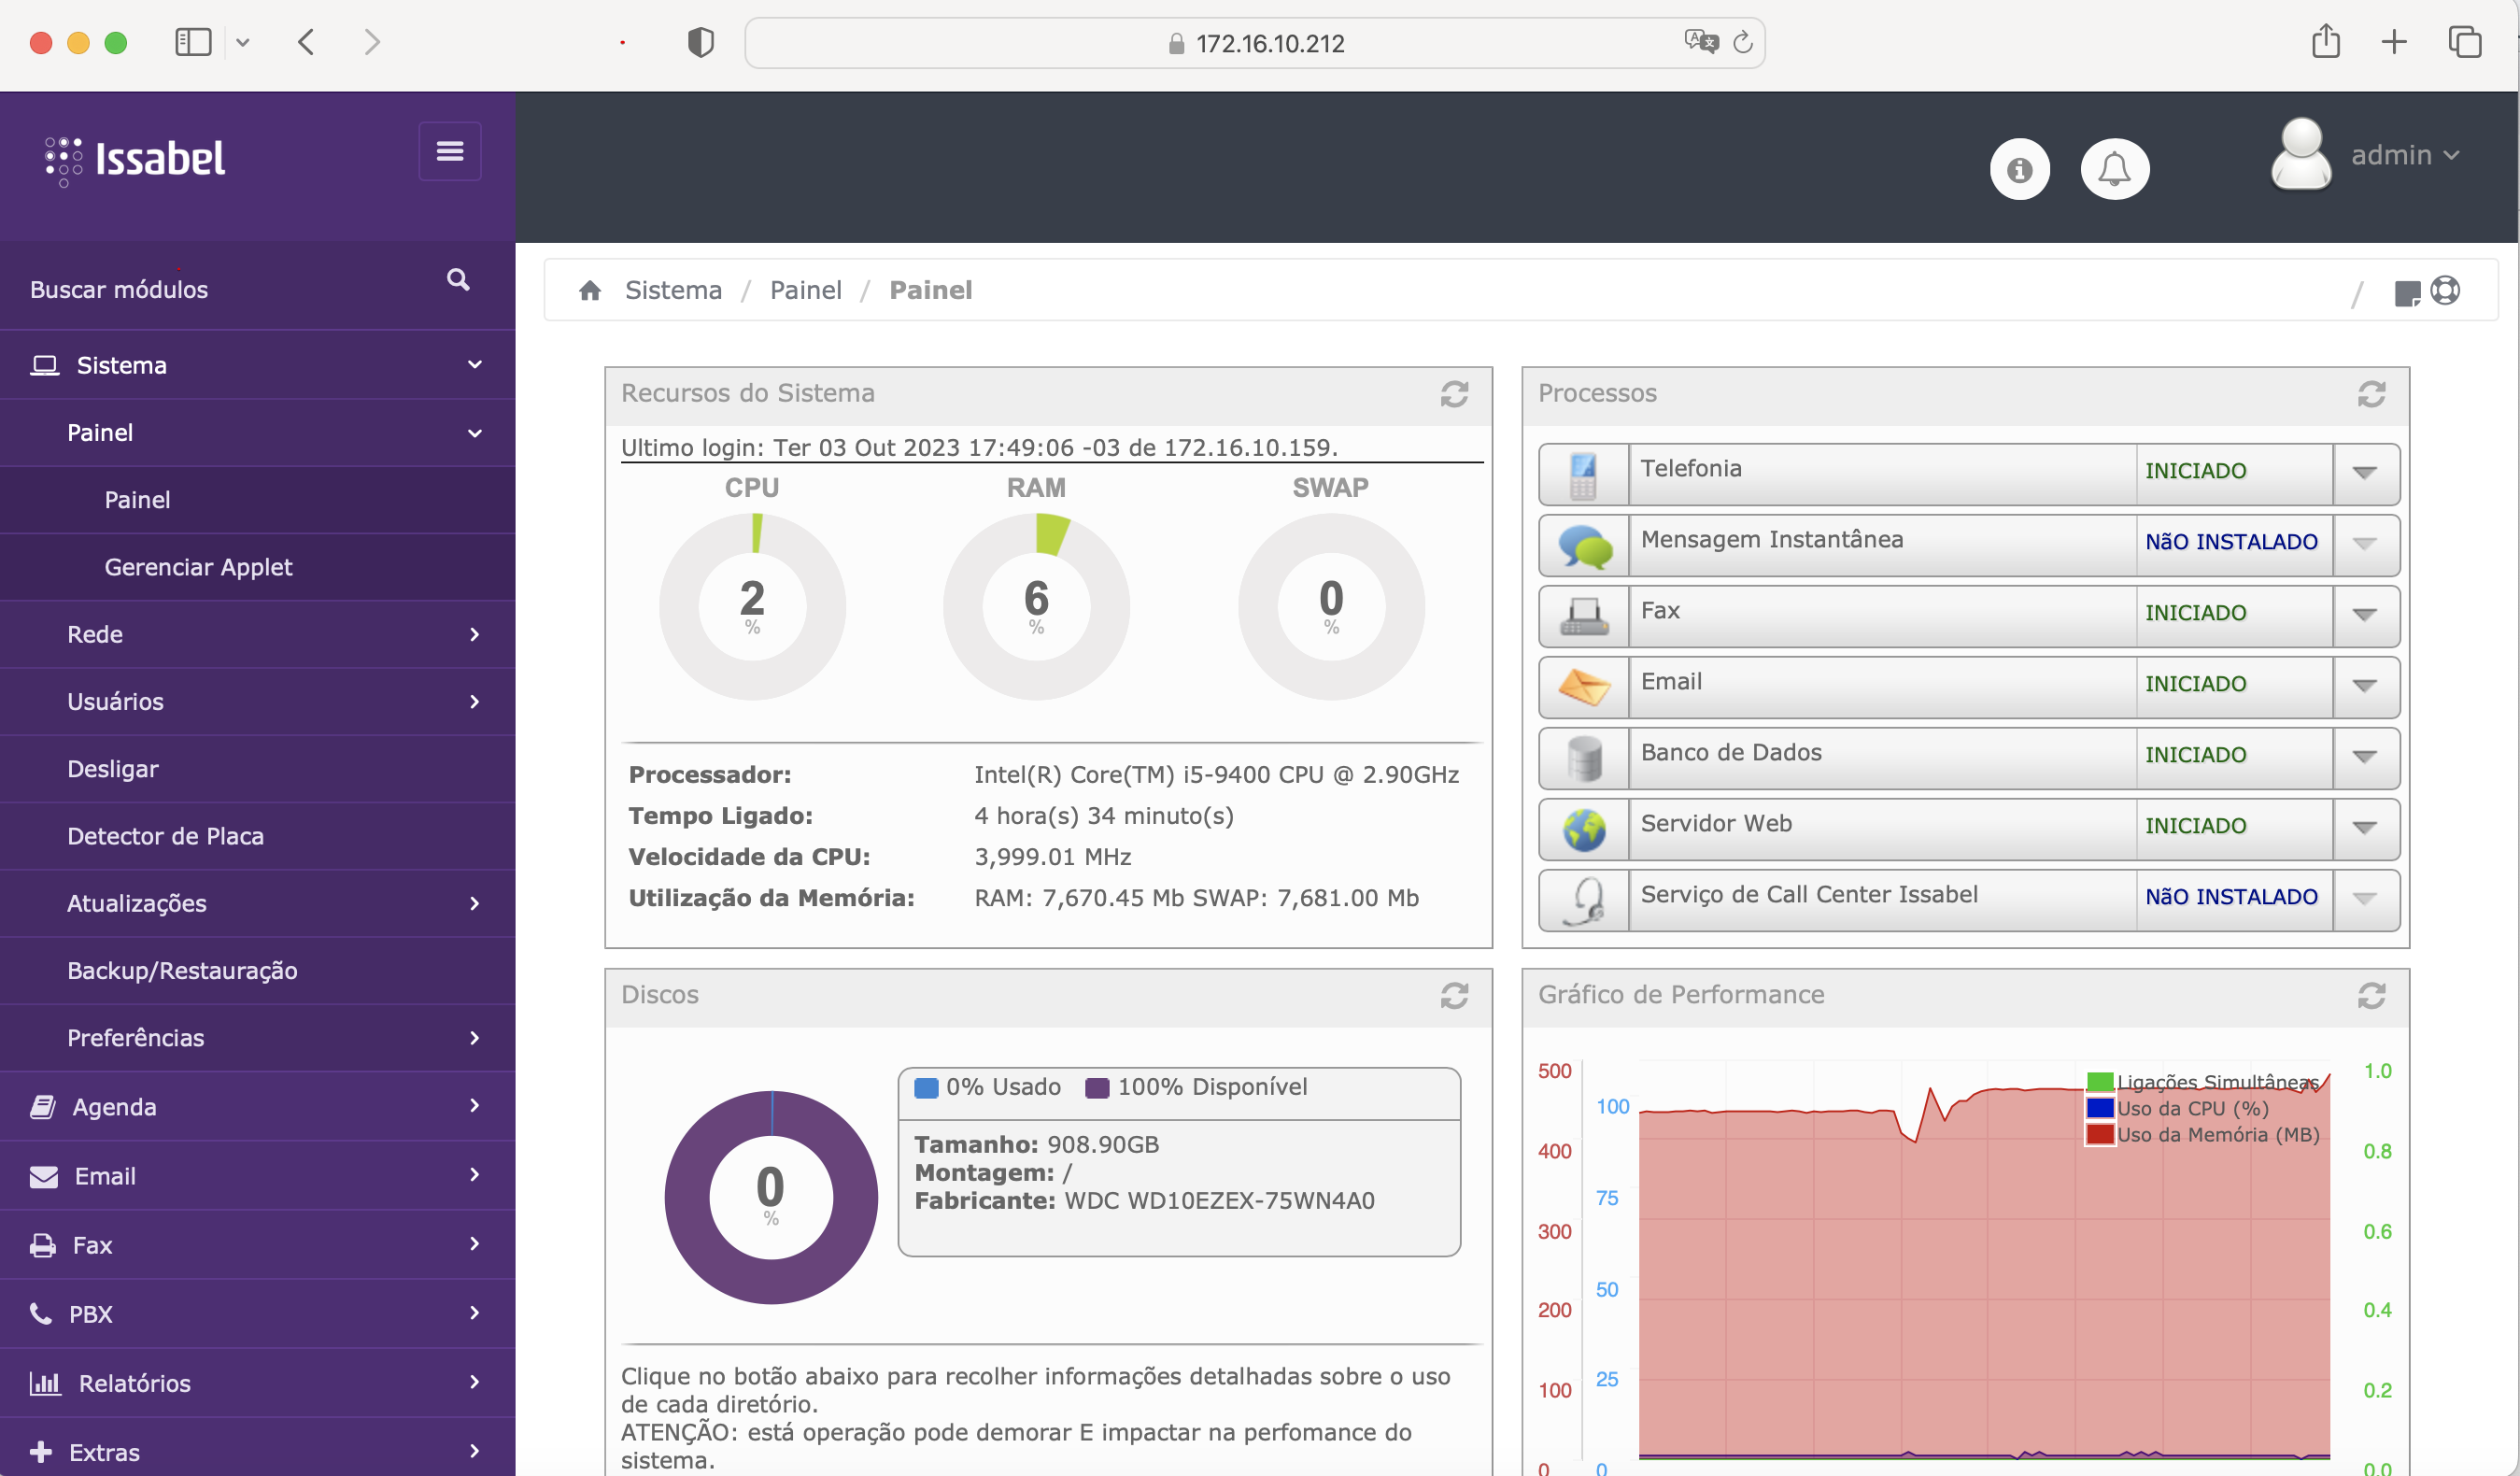 172.16.10.212
Issabel
admin
Buscar módulos
Sistema / Painel / Painel
Sistema
Painel
Painel
Gerenciar Applet
Rede
Usuários
Desligar
Detector de Placa
Atualizações
Backup/Restauração
Preferências
Agenda
Email
Fax
PBX
Relatórios
Extras
Recursos do Sistema
Ultimo login: Ter 03 Out 2023 17:49:06 -03 de 172.16.10.159.
CPU RAM SWAP
2 6 0
% % %
Processador: Intel(R) Core(TM) i5-9400 CPU @ 2.90GHz
Tempo Ligado: 4 hora(s) 34 minuto(s)
Velocidade da CPU: 3,999.01 MHz
Utilização da Memória: RAM: 7,670.45 Mb SWAP: 7,681.00 Mb
Processos
Telefonia INICIADO
Mensagem Instantânea NãO INSTALADO
Fax INICIADO
Email INICIADO
Banco de Dados INICIADO
Servidor Web INICIADO
Serviço de Call Center Issabel NãO INSTALADO
Discos
0
%
0% Usado 100% Disponível
Tamanho: 908.90GB
Montagem: /
Fabricante: WDC WD10EZEX-75WN4A0
Clique no botão abaixo para recolher informações detalhadas sobre o uso
de cada diretório.
ATENÇÃO: está operação pode demorar E impactar na perfomance do
sistema.
Gráfico de Performance
500 1.0
Ligações Simultâneas
100 Uso da CPU (%)
Uso da Memória (MB)
400 0.8
75
300 0.6
50
200 0.4
25
100 0.2
0 0 0.0